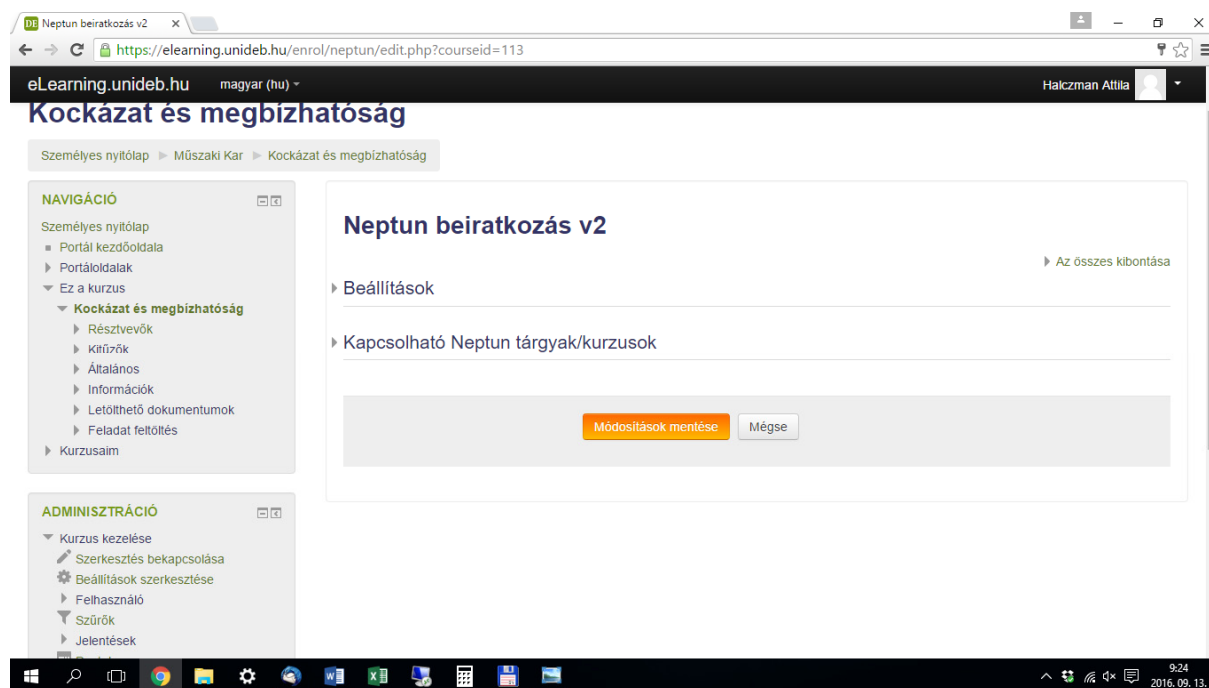 DE Neptun beiratkozás v2
https://elearning.unideb.hu/enrol/neptun/edit.php?courseid=113
eLearning.unideb.hu magyar (hu)
Halczman Attila
Kockázat és megbízhatóság
Személyes nyitólap Műszaki Kar Kockázat és megbízhatóság
NAVIGÁCIÓ
Személyes nyitólap
Portál kezdőoldala
Portáloldalak
Ez a kurzus
Kockázat és megbízhatóság
Résztvevők
Kitűzők
Általános
Információk
Letölthető dokumentumok
Feladat feltöltés
Kurzusaim
ADMINISZTRÁCIÓ
Kurzus kezelése
Szerkesztés bekapcsolása
Beállítások szerkesztése
Felhasználó
Szűrők
Jelentések
Neptun beiratkozás v2
Az összes kibontása
Beállítások
Kapcsolható Neptun tárgyak/kurzusok
Módosítások mentése Mégse
9:24
2016. 09. 13.